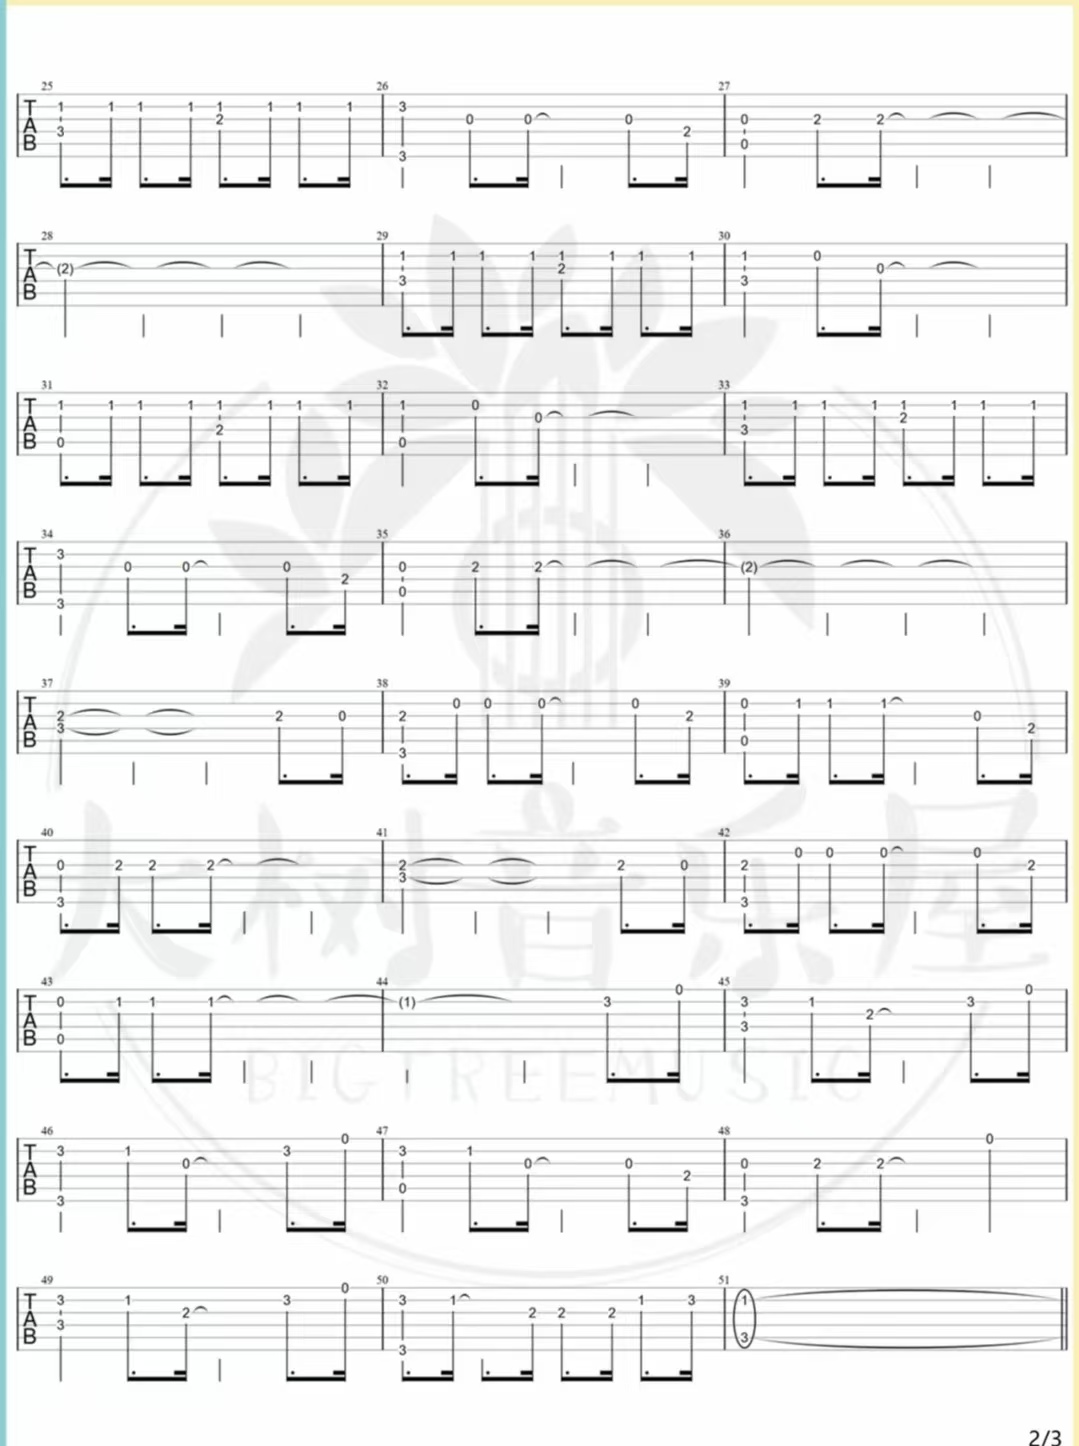 25 26 27
T 1 1 1 1 1 1 1 1 3 0 0 0 2 0 2 2
A 3 2 0
B 3
28 29 30
T (2) 1 1 1 1 1 1 1 1 1 0 0
A 3 2 3
B
31 32 33
T 1 1 1 1 1 1 1 1 1 0 0 1 1 1 1 1 1 1 1
A 2 3 2
B 0 0
34 35 36
T 3 0 0 0 2 0 2 2 (2)
A 0
B 3
37 38 39
T 2 2 0 2 0 0 0 0 2 0 1 1 1 0 2
A 3
B 3 0
40 41 42
T 0 2 2 2 2 2 0 2 0 0 0 0 2
A 3
B 3 3
43 44 45
T 0 1 1 1 (1) 3 0 3 1 2 3 0
A 3
B 0
46 47 48
T 3 1 0 3 0 3 1 0 0 2 0 2 2 0
A
B 3 0 3
49 50 51
T 3 1 2 3 0 3 1 2 2 2 1 3 1
A 3
B 3 3
大树音乐屋
BIGTREEMUSIC
2/3